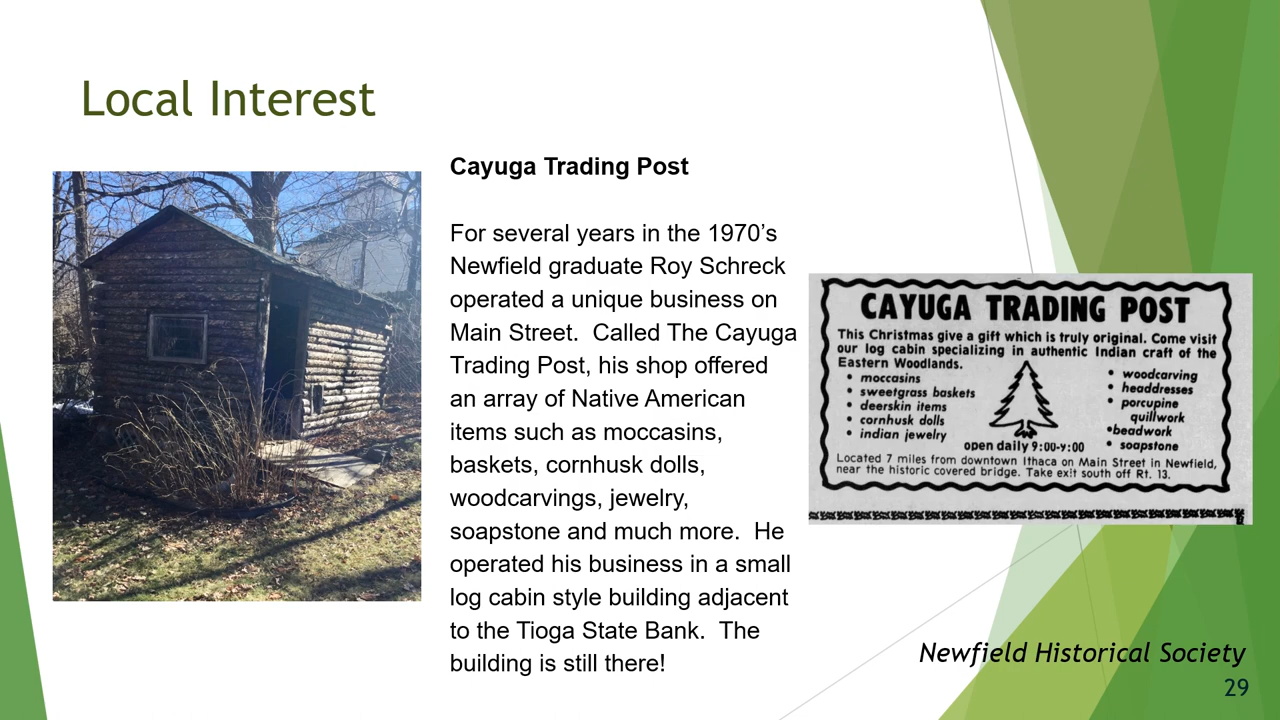 Local Interest
Cayuga Trading Post
For several years in the 1970’s
Newfield graduate Roy Schreck
operated a unique business on
Main Street.  Called The Cayuga
Trading Post, his shop offered
an array of Native American
items such as moccasins,
baskets, cornhusk dolls,
woodcarvings, jewelry,
soapstone and much more.  He
operated his business in a small
log cabin style building adjacent
to the Tioga State Bank.  The
building is still there!
CAYUGA TRADING POST
This Christmas give a gift which is truly original. Come visit
our log cabin specializing in authentic Indian craft of the
Eastern Woodlands.
• moccasins
• sweetgrass baskets
• deerskin items
• cornhusk dolls
• indian jewelry
• woodcarving
• headdresses
• porcupine
quillwork
•beadwork
• soapstone
open daily 9:00-9:00
Located 7 miles from downtown Ithaca on Main Street in Newfield,
near the historic covered bridge. Take exit south off Rt. 13.
Newfield Historical Society
29